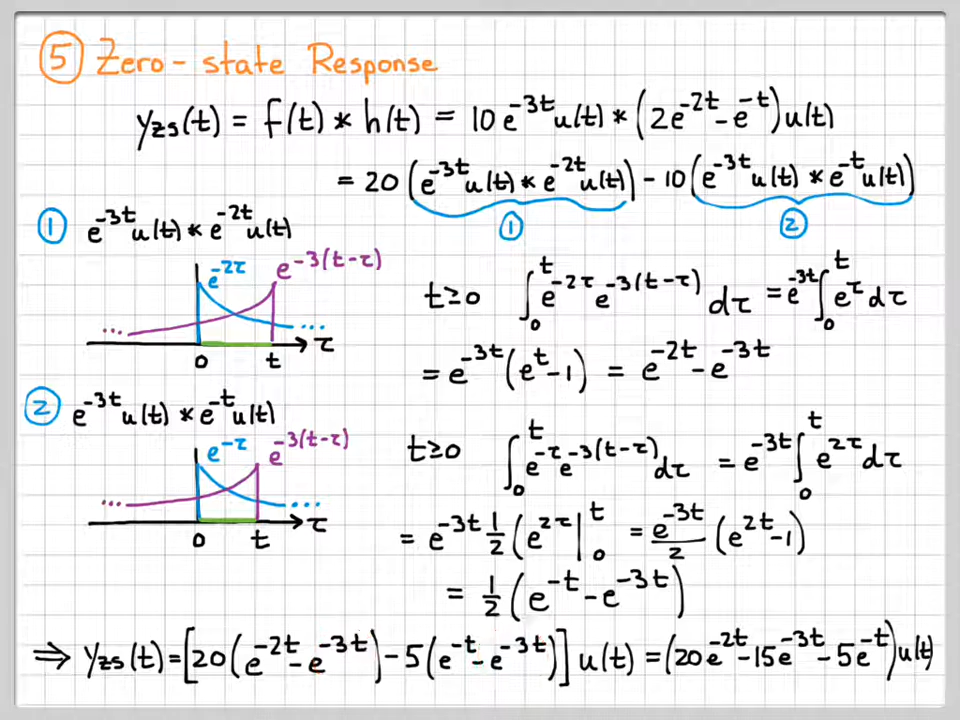 ⑤ Zero-state Response
y_zs(t) = f(t) * h(t) = 10e^{-3t}u(t) * (2e^{-2t} - e^{-t})u(t)
= 20(e^{-3t}u(t) * e^{-2t}u(t)) - 10(e^{-3t}u(t) * e^{-t}u(t))
① ②
① e^{-3t}u(t) * e^{-2t}u(t)
e^{-2τ} e^{-3(t-τ)}
... ...
0 t τ
t≥0 ∫_0^t e^{-2τ} e^{-3(t-τ)} dτ = e^{-3t} ∫_0^t e^{τ} dτ
= e^{-3t}(e^t - 1) = e^{-2t} - e^{-3t}
② e^{-3t}u(t) * e^{-t}u(t)
e^{-τ} e^{-3(t-τ)}
... ...
0 t τ
t≥0 ∫_0^t e^{-τ} e^{-3(t-τ)} dτ = e^{-3t} ∫_0^t e^{2τ} dτ
= e^{-3t} 1/2 (e^{2τ} |_0^t = e^{-3t}/2 (e^{2t} - 1)
= 1/2 (e^{-t} - e^{-3t})
⇒ y_zs(t) = [20(e^{-2t} - e^{-3t}) - 5(e^{-t} - e^{-3t})] u(t) = (20e^{-2t} - 15e^{-3t} - 5e^{-t})u(t)